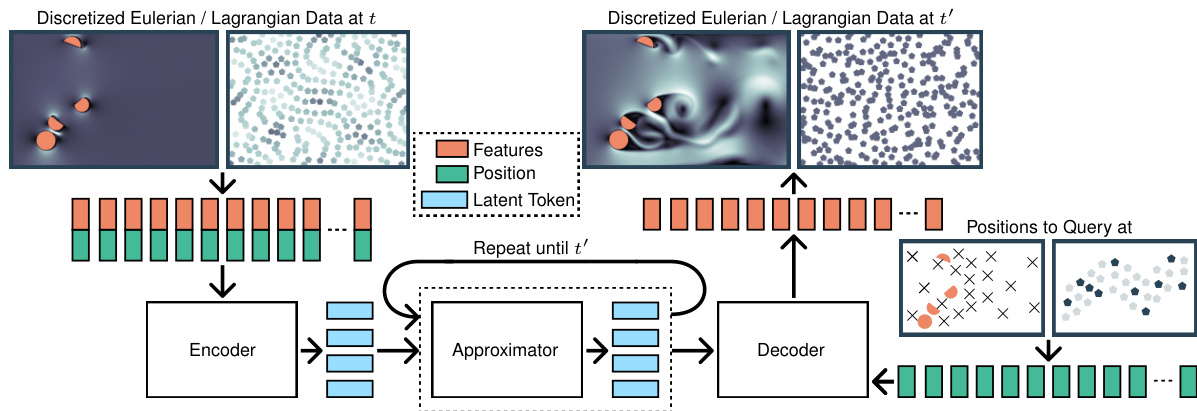 Discretized Eulerian / Lagrangian Data at t
Discretized Eulerian / Lagrangian Data at t′
Features
Position
Latent Token
Positions to Query at
Repeat until t′
Encoder
Approximator
Decoder